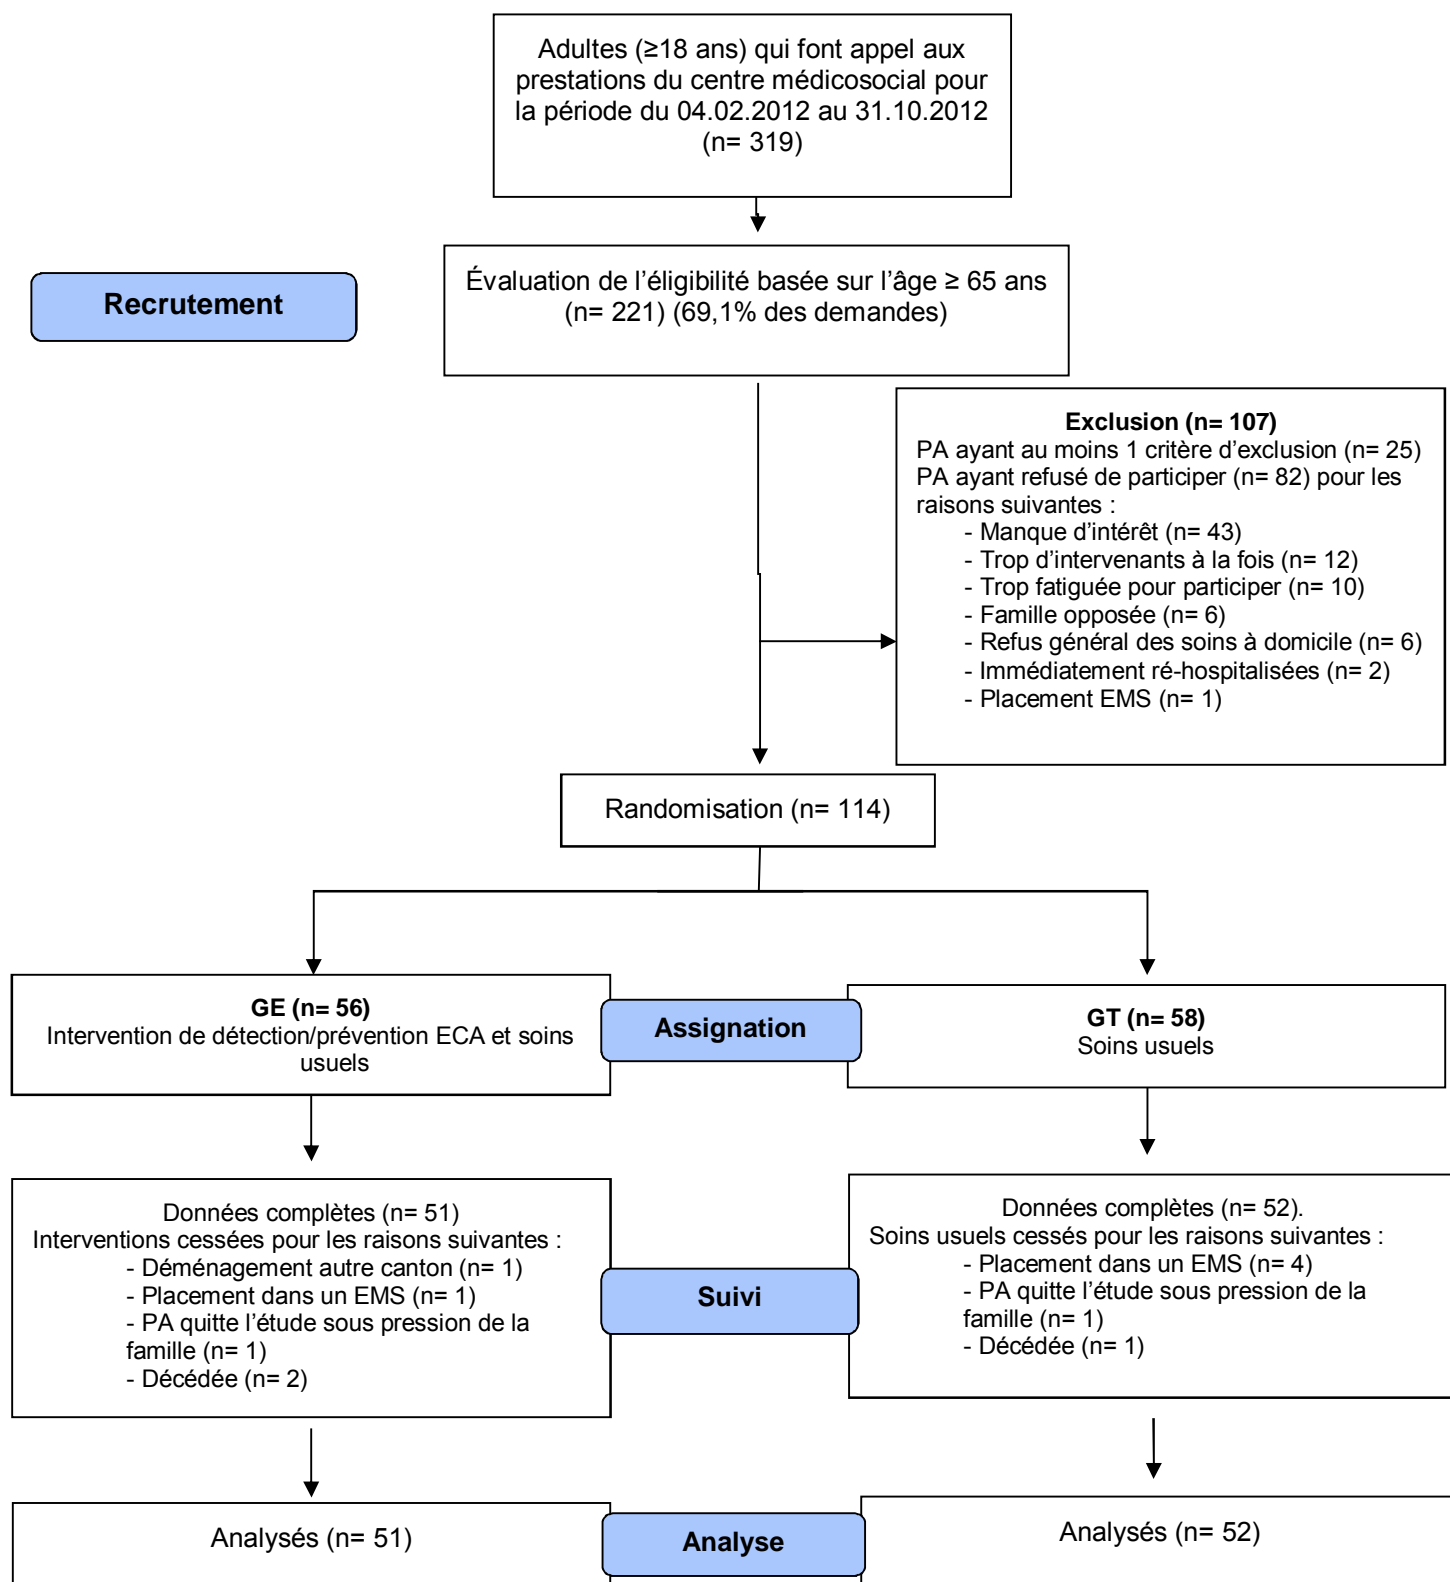 Adultes (≥18 ans) qui font appel aux
prestations du centre médicosocial pour
la période du 04.02.2012 au 31.10.2012
(n= 319)
Recrutement
Évaluation de l’éligibilité basée sur l’âge ≥ 65 ans
(n= 221) (69,1% des demandes)
Exclusion (n= 107)
PA ayant au moins 1 critère d’exclusion (n= 25)
PA ayant refusé de participer (n= 82) pour les
raisons suivantes :
- Manque d’intérêt (n= 43)
- Trop d’intervenants à la fois (n= 12)
- Trop fatiguée pour participer (n= 10)
- Famille opposée (n= 6)
- Refus général des soins à domicile (n= 6)
- Immédiatement ré-hospitalisées (n= 2)
- Placement EMS (n= 1)
Randomisation (n= 114)
GE (n= 56)
Intervention de détection/prévention ECA et soins
usuels
Assignation
GT (n= 58)
Soins usuels
Données complètes (n= 51)
Interventions cessées pour les raisons suivantes :
- Déménagement autre canton (n= 1)
- Placement dans un EMS (n= 1)
- PA quitte l’étude sous pression de la
famille (n= 1)
- Décédée (n= 2)
Suivi
Données complètes (n= 52).
Soins usuels cessés pour les raisons suivantes :
- Placement dans un EMS (n= 4)
- PA quitte l’étude sous pression de la
famille (n= 1)
- Décédée (n= 1)
Analysés (n= 51)
Analyse
Analysés (n= 52)